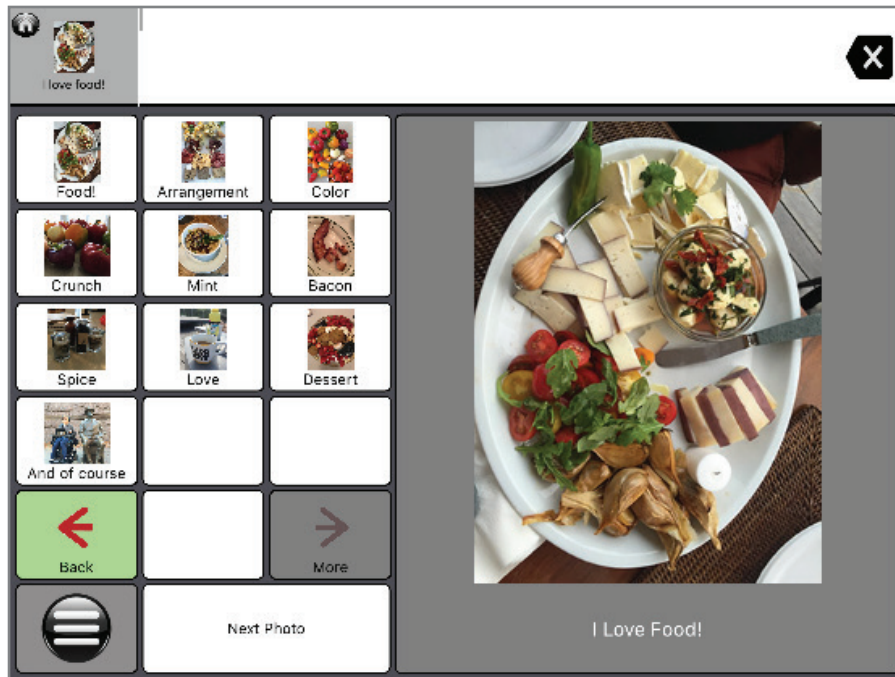 I love food!
Food!
Arrangement
Color
Crunch
Mint
Bacon
Spice
Love
Dessert
And of course
Back
More
Next Photo
I Love Food!